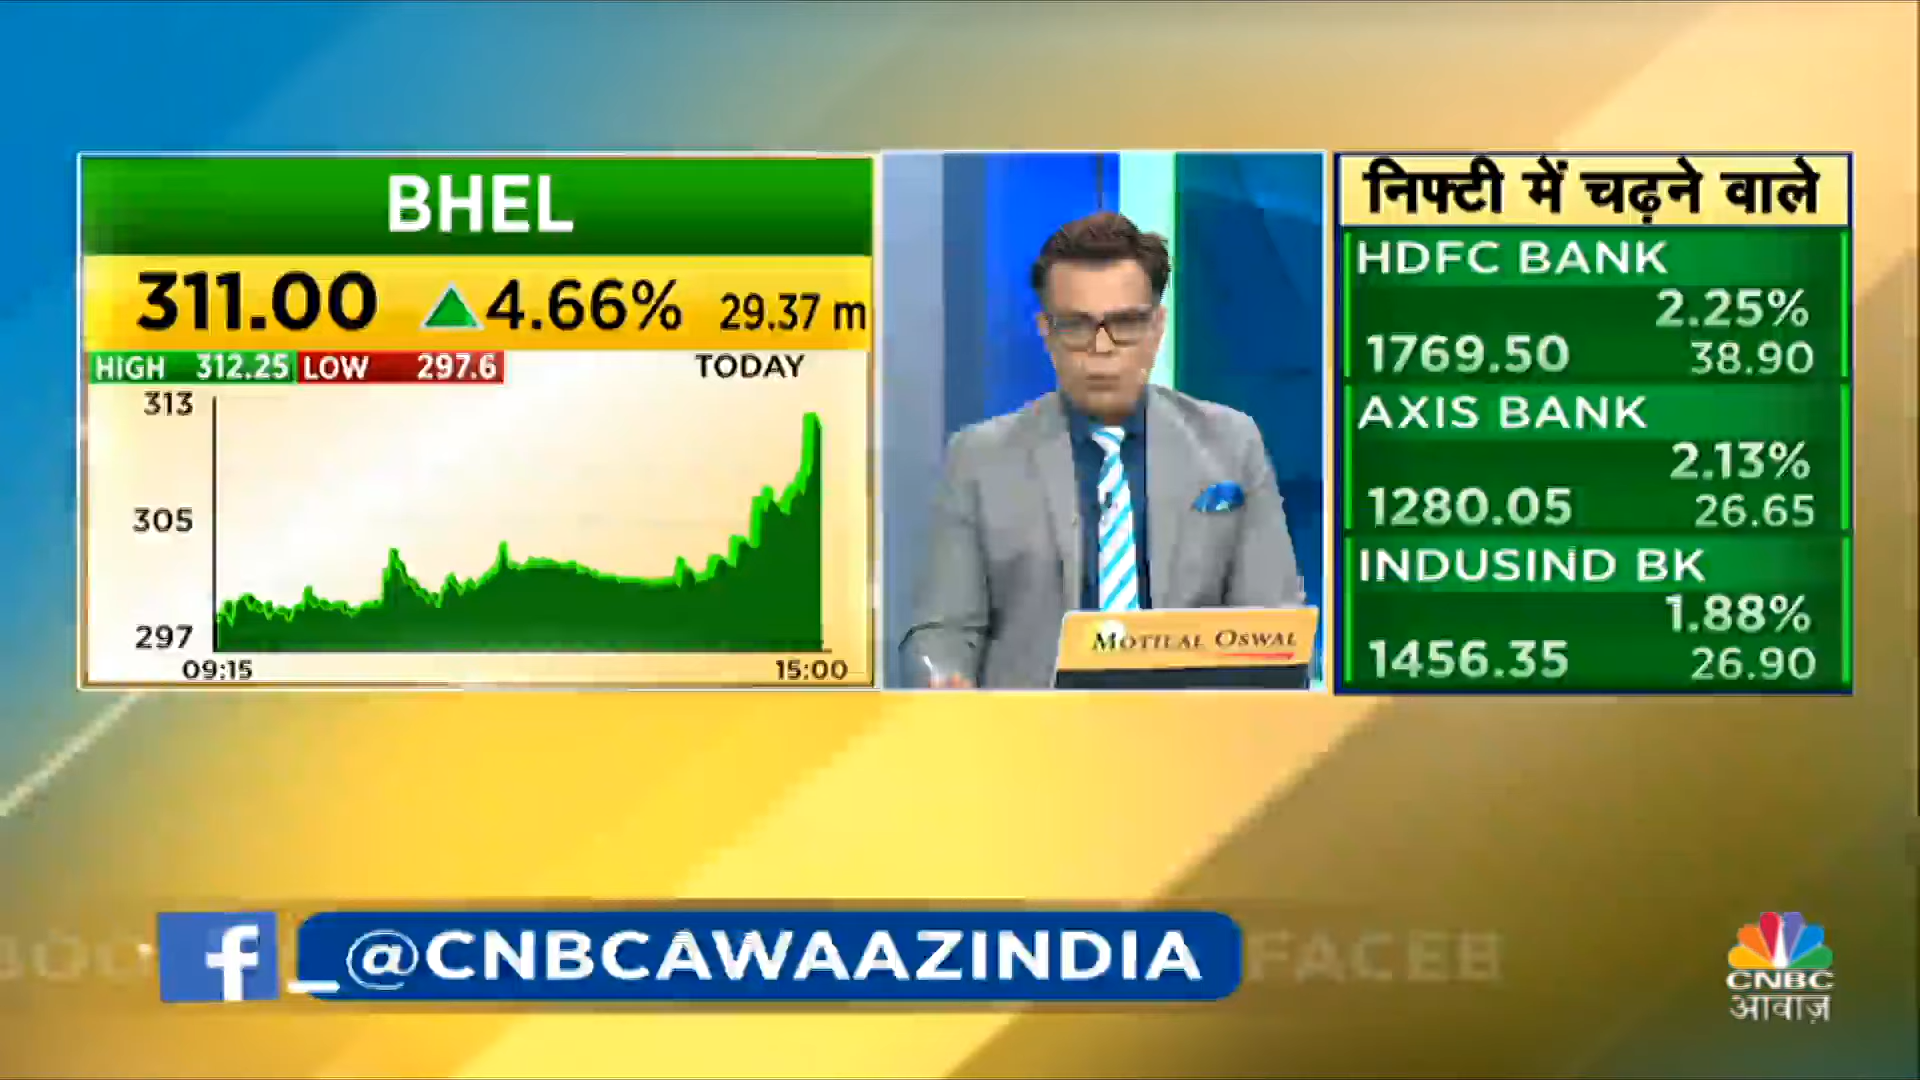 BHEL
311.00 ▲4.66% 29.37 m
HIGH 312.25 LOW 297.6 TODAY
313
305
297
09:15 15:00
MOTILAL OSWAL
निफ्टी में चढ़ने वाले
HDFC BANK
2.25%
1769.50 38.90
AXIS BANK
2.13%
1280.05 26.65
INDUSIND BK
1.88%
1456.35 26.90
f _@CNBCAWAAZINDIA
FACEB
CNBC
आवाज़